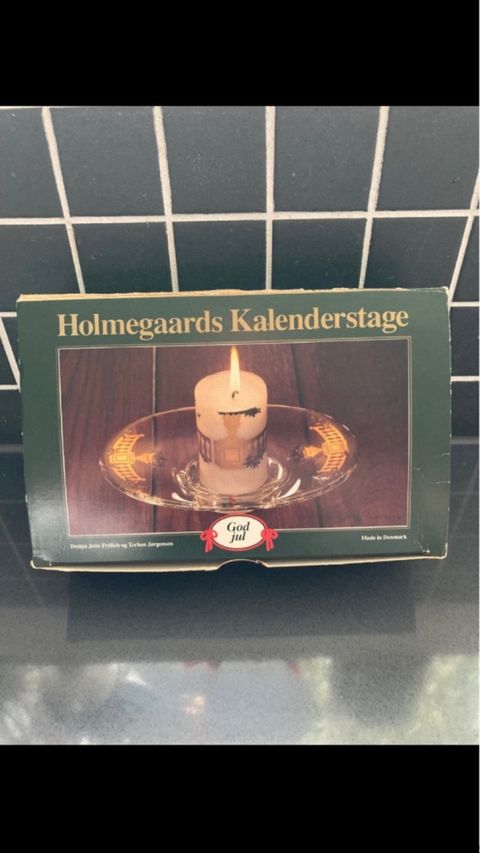 Holmegaards Kalenderstage
God
jul
Design Jette Frölich og Torben Jørgensen
Made in Denmark